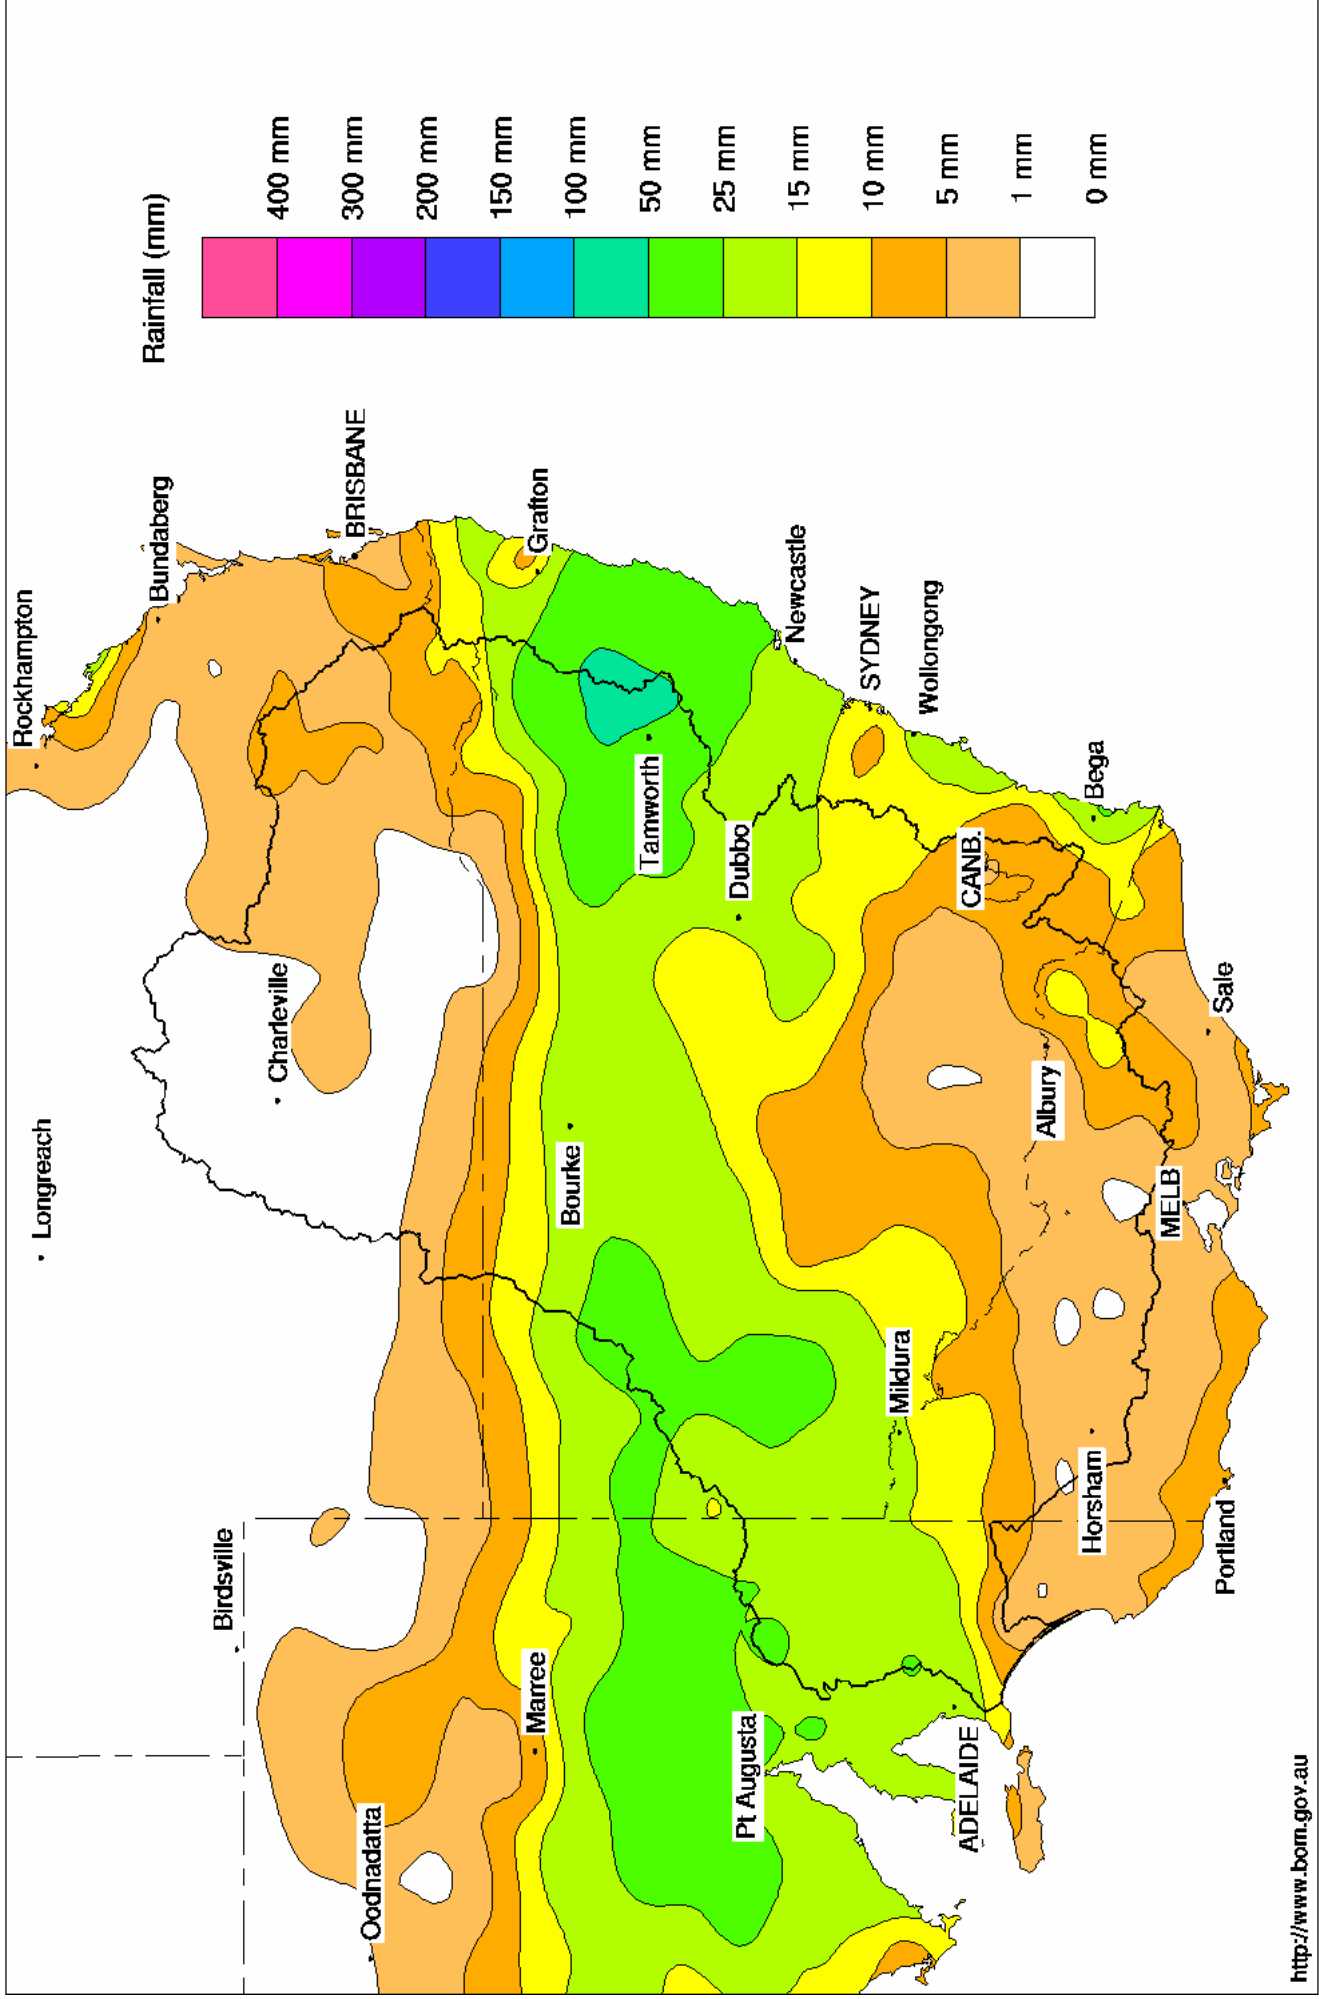 Rainfall (mm)
400 mm
300 mm
200 mm
150 mm
100 mm
50 mm
25 mm
15 mm
10 mm
5 mm
1 mm
0 mm
Longreach
Rockhampton
Bundaberg
Birdsville
Charleville
BRISBANE
Oodnadatta
Marree
Bourke
Grafton
Tamworth
Pt Augusta
Dubbo
Newcastle
Mildura
SYDNEY
Wollongong
ADELAIDE
CANB.
Albury
Bega
Horsham
MELB
Sale
Portland
http://www.bom.gov.au